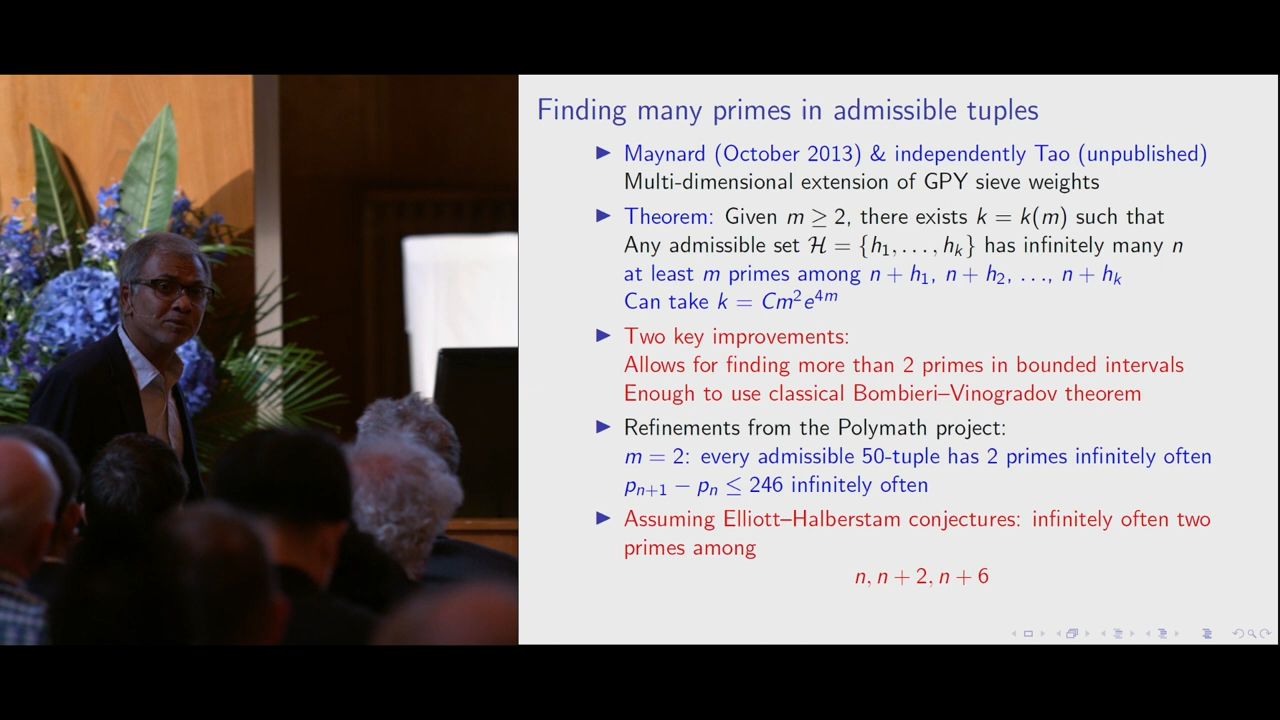 Finding many primes in admissible tuples
▶ Maynard (October 2013) & independently Tao (unpublished)
Multi-dimensional extension of GPY sieve weights
▶ Theorem: Given m ≥ 2, there exists k = k(m) such that
Any admissible set ℋ = {h₁, . . . , hₖ} has infinitely many n
at least m primes among n + h₁, n + h₂, . . ., n + hₖ
Can take k = Cm²e⁴ᵐ
▶ Two key improvements:
Allows for finding more than 2 primes in bounded intervals
Enough to use classical Bombieri–Vinogradov theorem
▶ Refinements from the Polymath project:
m = 2: every admissible 50-tuple has 2 primes infinitely often
pₙ₊₁ − pₙ ≤ 246 infinitely often
▶ Assuming Elliott–Halberstam conjectures: infinitely often two
primes among
n, n + 2, n + 6